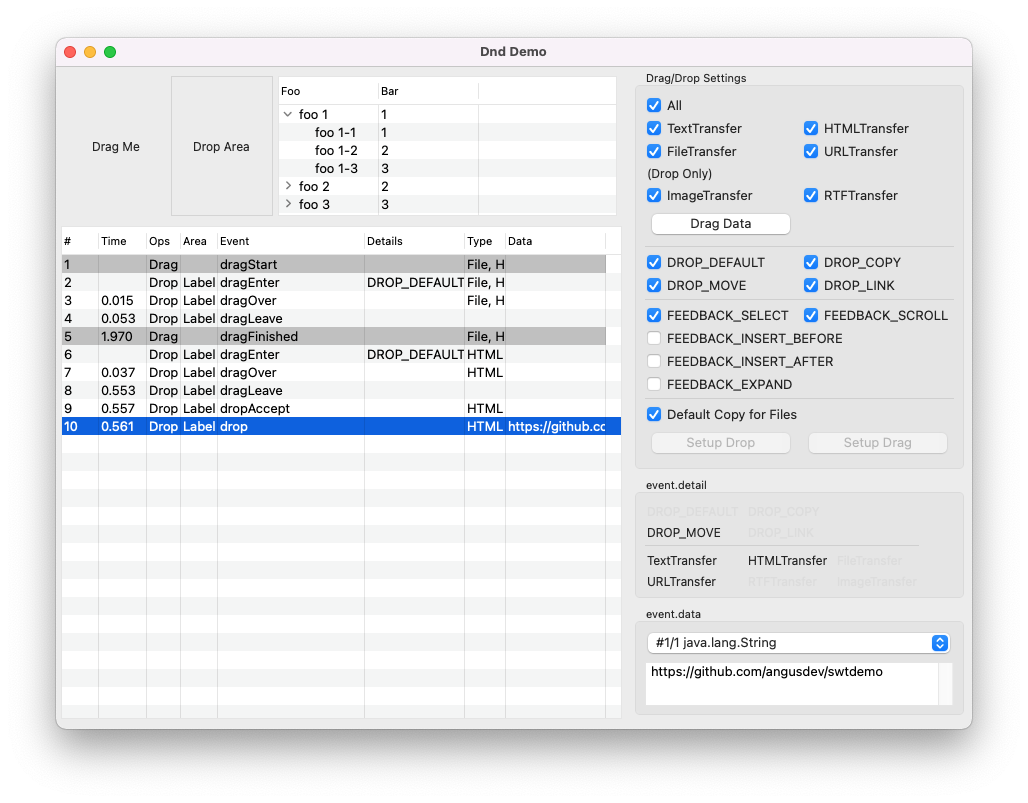 Dnd Demo
Drag Me
Drop Area
Foo Bar
foo 1 1
foo 1-1 1
foo 1-2 2
foo 1-3 3
foo 2 2
foo 3 3
# Time Ops Area Event Details Type Data
1 Drag dragStart File, H
2 Drop Label dragEnter DROP_DEFAULT File, H
3 0.015 Drop Label dragOver File, H
4 0.053 Drop Label dragLeave
5 1.970 Drag dragFinished File, H
6 Drop Label dragEnter DROP_DEFAULT HTML
7 0.037 Drop Label dragOver HTML
8 0.553 Drop Label dragLeave
9 0.557 Drop Label dropAccept HTML
10 0.561 Drop Label drop HTML https://github.cc
Drag/Drop Settings
All
TextTransfer HTMLTransfer
FileTransfer URLTransfer
(Drop Only)
ImageTransfer RTFTransfer
Drag Data
DROP_DEFAULT DROP_COPY
DROP_MOVE DROP_LINK
FEEDBACK_SELECT FEEDBACK_SCROLL
FEEDBACK_INSERT_BEFORE
FEEDBACK_INSERT_AFTER
FEEDBACK_EXPAND
Default Copy for Files
Setup Drop Setup Drag
event.detail
DROP_DEFAULT DROP_COPY
DROP_MOVE DROP_LINK
TextTransfer HTMLTransfer FileTransfer
URLTransfer RTFTransfer ImageTransfer
event.data
#1/1 java.lang.String
https://github.com/angusdev/swtdemo